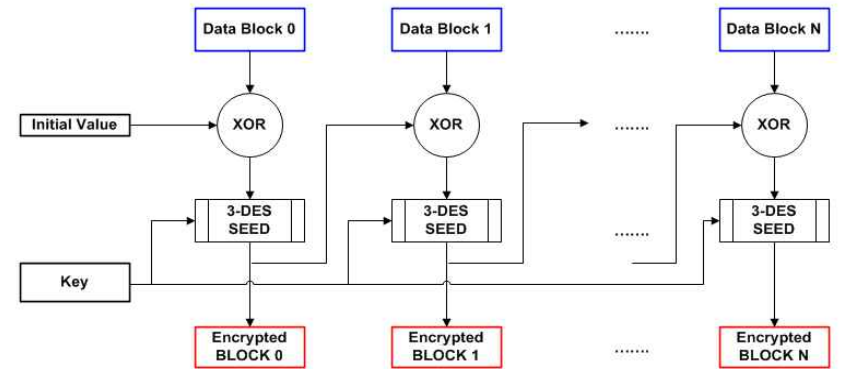 Data Block 0
Data Block 1
.......
Data Block N
Initial Value
XOR
XOR
.......
XOR
3-DES
SEED
3-DES
SEED
.......
3-DES
SEED
Key
Encrypted
BLOCK 0
Encrypted
BLOCK 1
.......
Encrypted
BLOCK N